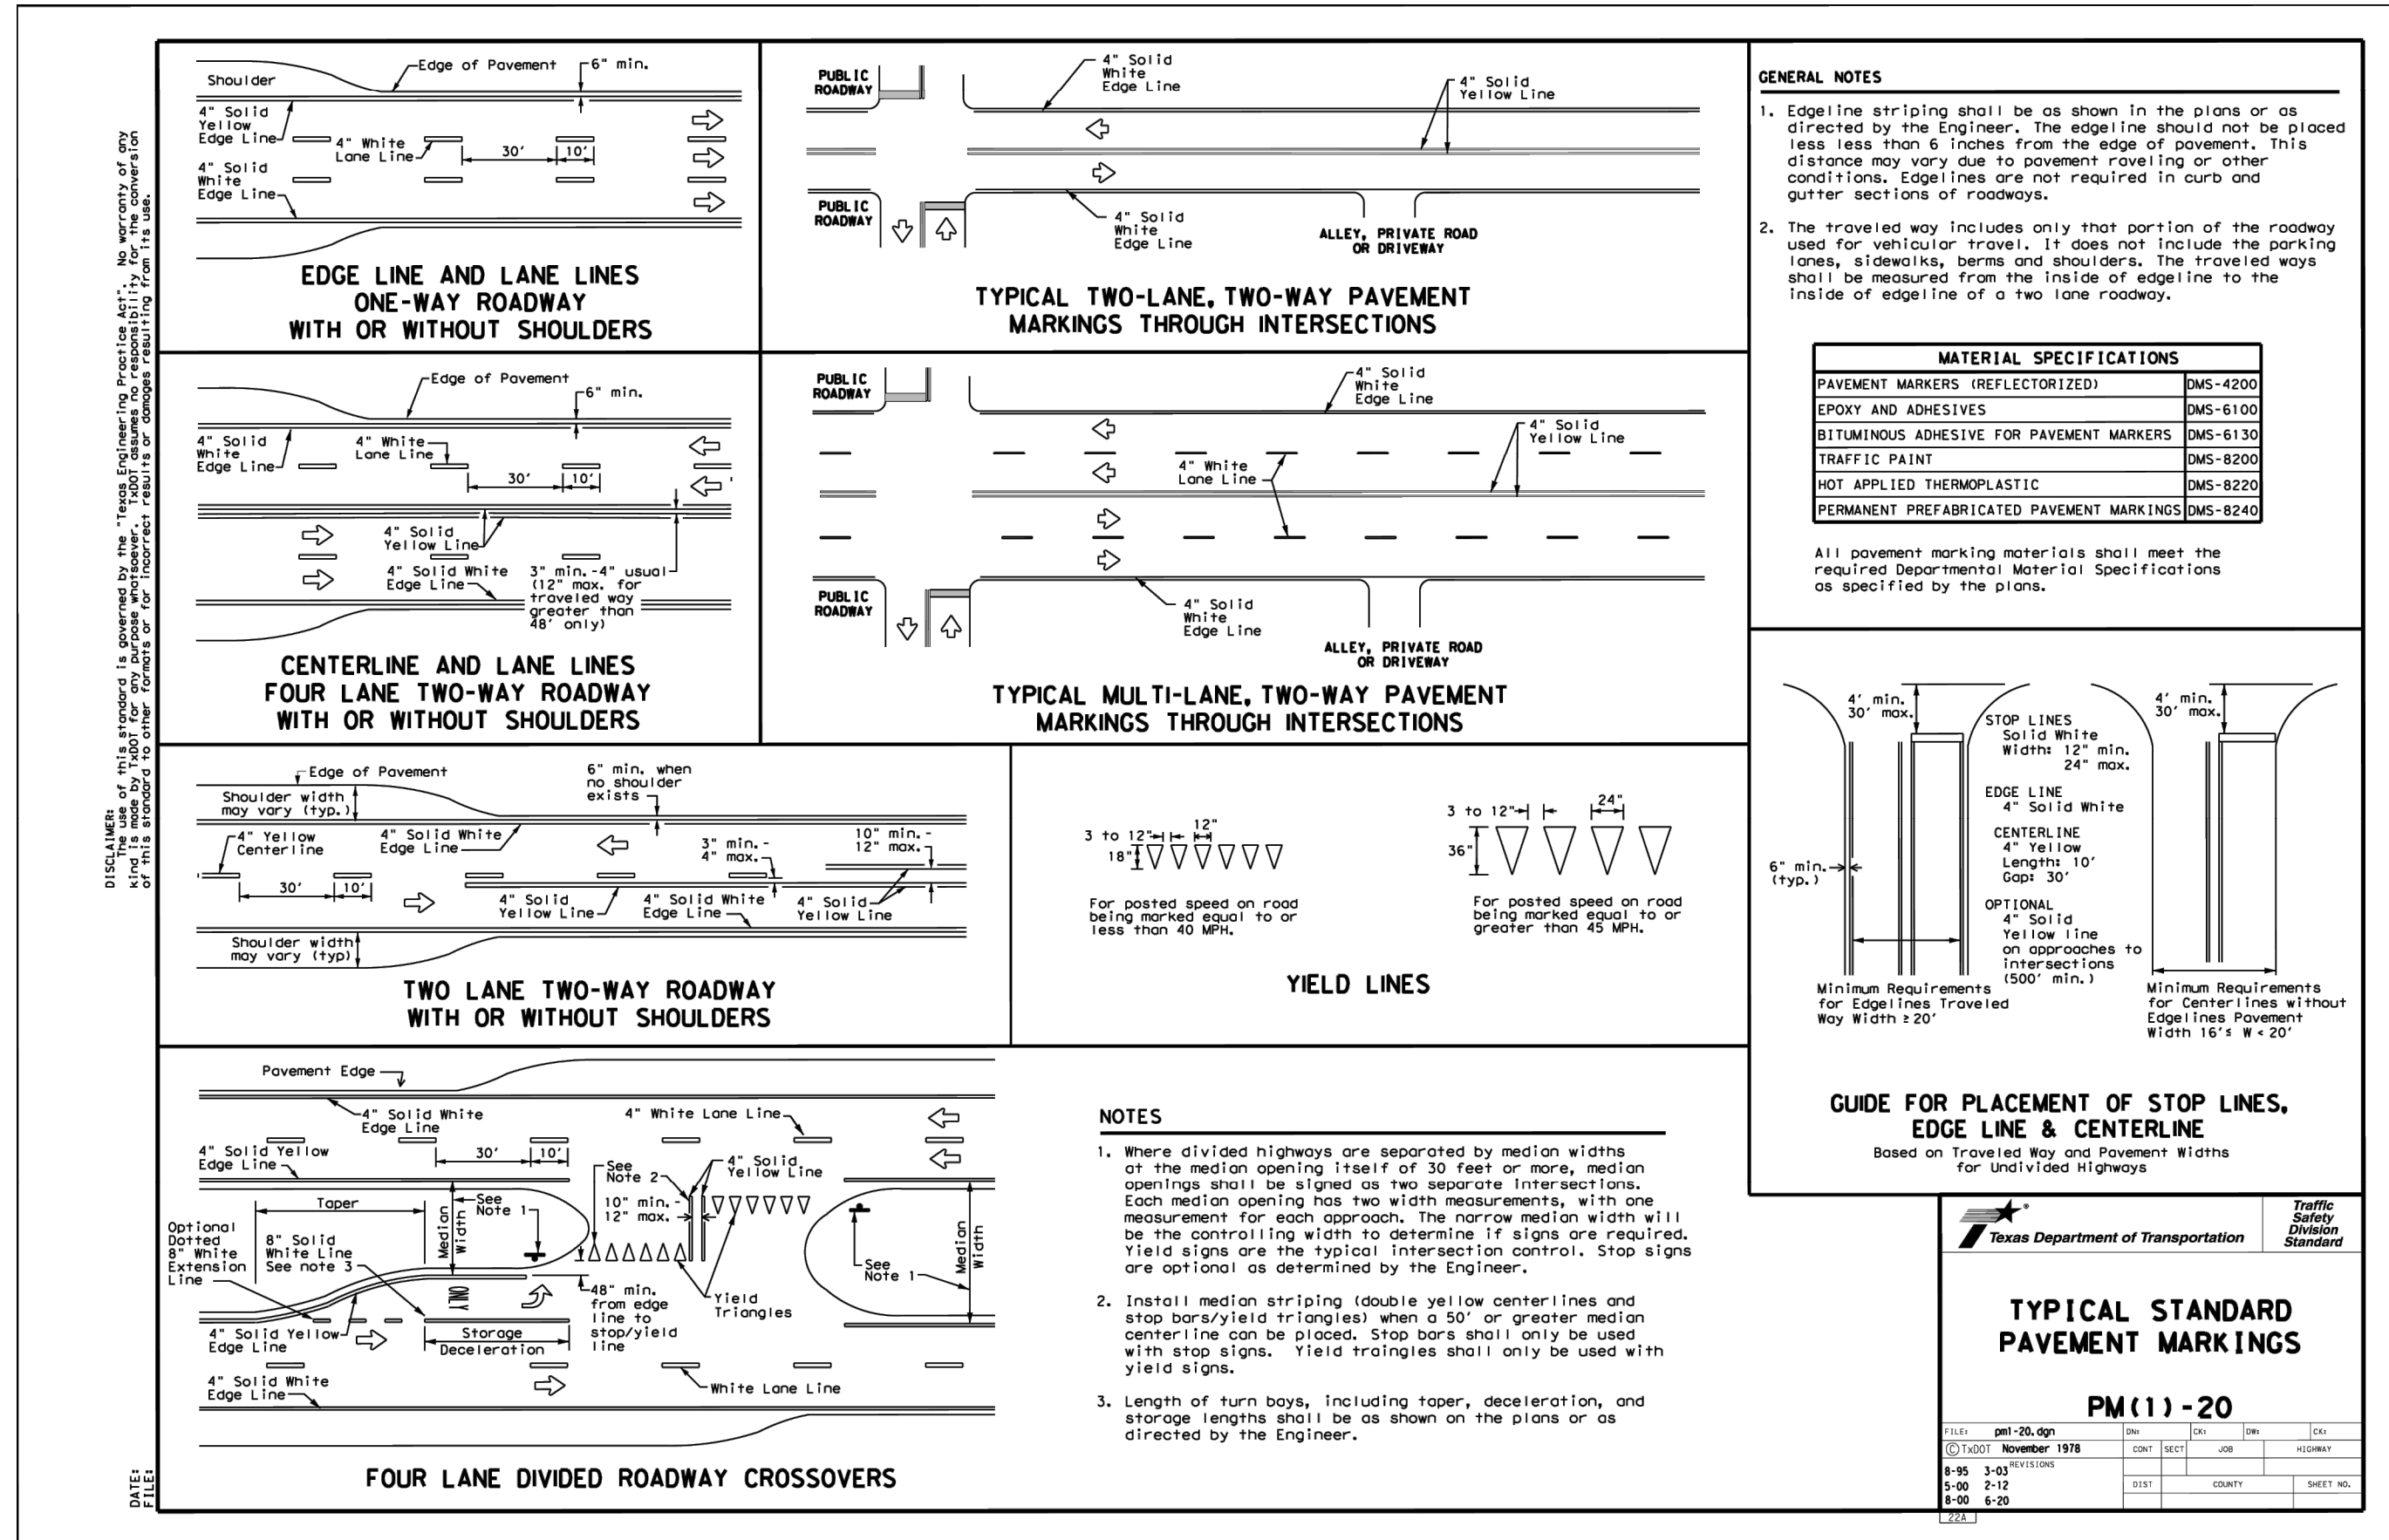 DISCLAIMER:
The use of this standard is governed by the "Texas Engineering Practice Act". No warranty of any
kind is made by TxDOT for any purpose whatsoever. TxDOT assumes no responsibility for the conversion
of this standard to other formats or for incorrect results or damages resulting from its use.
DATE:
FILE:
Shoulder
Edge of Pavement
6" min.
4" Solid
Yellow
Edge Line
4" White
Lane Line
30'
10'
4" Solid
White
Edge Line
EDGE LINE AND LANE LINES
ONE-WAY ROADWAY
WITH OR WITHOUT SHOULDERS
PUBLIC
ROADWAY
4" Solid
White
Edge Line
4" Solid
Yellow Line
PUBLIC
ROADWAY
4" Solid
White
Edge Line
ALLEY, PRIVATE ROAD
OR DRIVEWAY
TYPICAL TWO-LANE, TWO-WAY PAVEMENT
MARKINGS THROUGH INTERSECTIONS
Edge of Pavement
6" min.
4" Solid
White
Edge Line
4" White
Lane Line
30'
10'
4" Solid
Yellow Line
4" Solid White
Edge Line
3" min.-4" usual
(12" max. for
traveled way
greater than
48' only)
CENTERLINE AND LANE LINES
FOUR LANE TWO-WAY ROADWAY
WITH OR WITHOUT SHOULDERS
PUBLIC
ROADWAY
4" Solid
White
Edge Line
4" Solid
Yellow Line
4" White
Lane Line
PUBLIC
ROADWAY
4" Solid
White
Edge Line
ALLEY, PRIVATE ROAD
OR DRIVEWAY
TYPICAL MULTI-LANE, TWO-WAY PAVEMENT
MARKINGS THROUGH INTERSECTIONS
Edge of Pavement
Shoulder width
may vary (typ.)
6" min. when
no shoulder
exists
4" Yellow
Centerline
4" Solid White
Edge Line
3" min.-
4" max.
10" min.-
12" max.
30'
10'
4" Solid
Yellow Line
4" Solid White
Edge Line
4" Solid
Yellow Line
Shoulder width
may vary (typ)
TWO LANE TWO-WAY ROADWAY
WITH OR WITHOUT SHOULDERS
3 to 12"
12"
18"
For posted speed on road
being marked equal to or
less than 40 MPH.
3 to 12"
24"
36"
For posted speed on road
being marked equal to or
greater than 45 MPH.
YIELD LINES
Pavement Edge
4" Solid White
Edge Line
4" White Lane Line
4" Solid Yellow
Edge Line
30'
10'
See
Note 2
4" Solid
Yellow Line
Taper
Median
Width
See
Note 1
10" min.-
12" max.
Optional
Dotted
8" White
Extension
Line
8" Solid
White Line
See note 3
ONLY
48" min.
from edge
line to
stop/yield
line
Yield
Triangles
See
Note 1
Median
Width
4" Solid Yellow
Edge Line
Storage
Deceleration
4" Solid White
Edge Line
White Lane Line
FOUR LANE DIVIDED ROADWAY CROSSOVERS
NOTES
1. Where divided highways are separated by median widths
at the median opening itself of 30 feet or more, median
openings shall be signed as two separate intersections.
Each median opening has two width measurements, with one
measurement for each approach. The narrow median width will
be the controlling width to determine if signs are required.
Yield signs are the typical intersection control. Stop signs
are optional as determined by the Engineer.
2. Install median striping (double yellow centerlines and
stop bars/yield triangles) when a 50' or greater median
centerline can be placed. Stop bars shall only be used
with stop signs. Yield traingles shall only be used with
yield signs.
3. Length of turn bays, including taper, deceleration, and
storage lengths shall be as shown on the plans or as
directed by the Engineer.
GENERAL NOTES
1. Edgeline striping shall be as shown in the plans or as
directed by the Engineer. The edgeline should not be placed
less less than 6 inches from the edge of pavement. This
distance may vary due to pavement raveling or other
conditions. Edgelines are not required in curb and
gutter sections of roadways.
2. The traveled way includes only that portion of the roadway
used for vehicular travel. It does not include the parking
lanes, sidewalks, berms and shoulders. The traveled ways
shall be measured from the inside of edgeline to the
inside of edgeline of a two lane roadway.
MATERIAL SPECIFICATIONS
PAVEMENT MARKERS (REFLECTORIZED) DMS-4200
EPOXY AND ADHESIVES DMS-6100
BITUMINOUS ADHESIVE FOR PAVEMENT MARKERS DMS-6130
TRAFFIC PAINT DMS-8200
HOT APPLIED THERMOPLASTIC DMS-8220
PERMANENT PREFABRICATED PAVEMENT MARKINGS DMS-8240
All pavement marking materials shall meet the
required Departmental Material Specifications
as specified by the plans.
4' min.
30' max.
4' min.
30' max.
STOP LINES
Solid White
Width: 12" min.
24" max.
EDGE LINE
4" Solid White
CENTERLINE
4" Yellow
Length: 10'
Gap: 30'
6" min.
(typ.)
OPTIONAL
4" Solid
Yellow line
on approaches to
intersections
(500' min.)
Minimum Requirements
for Edgelines Traveled
Way Width ≥ 20'
Minimum Requirements
for Centerlines without
Edgelines Pavement
Width 16' ≤ W < 20'
GUIDE FOR PLACEMENT OF STOP LINES,
EDGE LINE & CENTERLINE
Based on Traveled Way and Pavement Widths
for Undivided Highways
Texas Department of Transportation
Traffic
Safety
Division
Standard
TYPICAL STANDARD
PAVEMENT MARKINGS
PM(1)-20
FILE: pm1-20.dgn DN: CK: DW: CK:
© TxDOT November 1978 CONT SECT JOB HIGHWAY
REVISIONS
8-95 3-03
5-00 2-12 DIST COUNTY SHEET NO.
8-00 6-20
22A